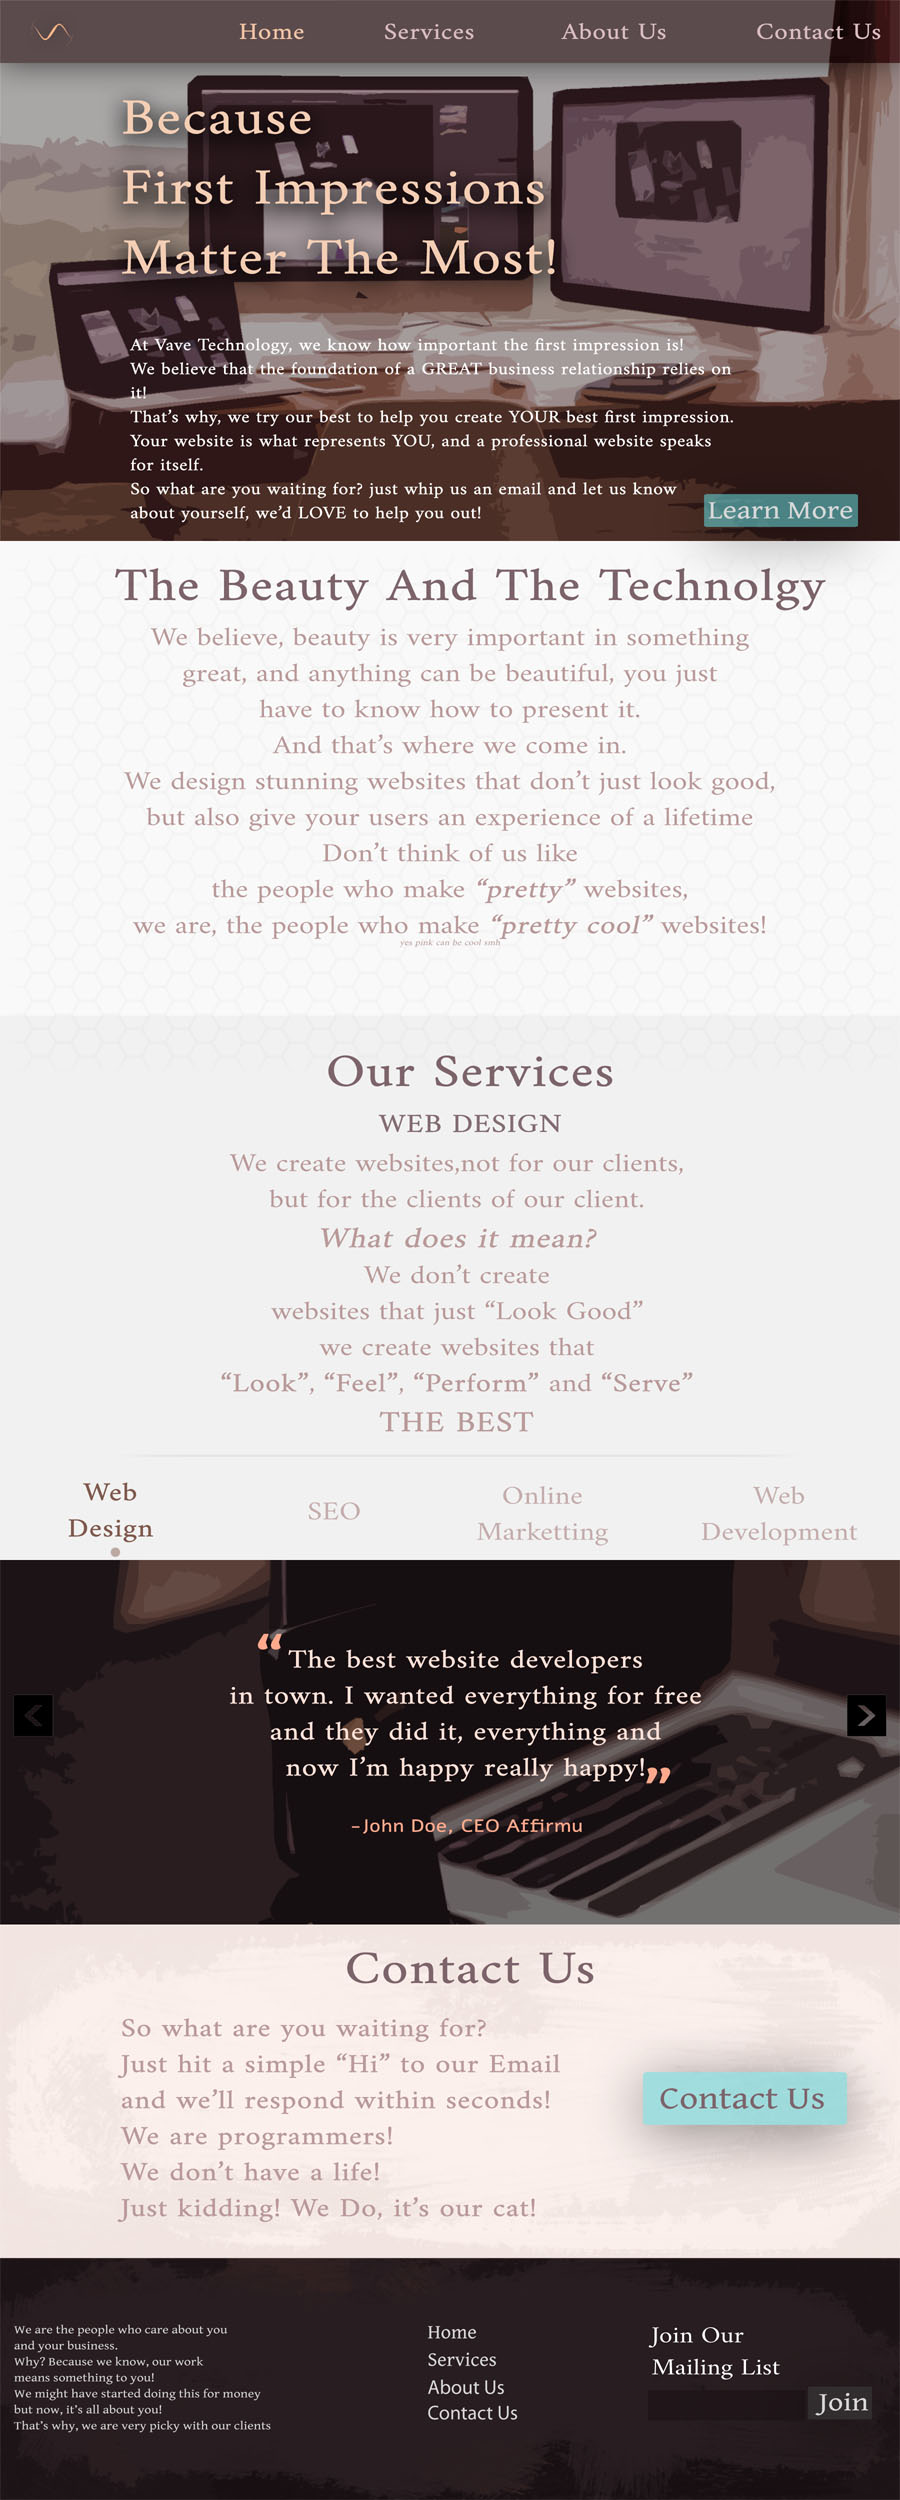 Home Services About Us Contact Us
Because
First Impressions
Matter The Most!
At Vave Technology, we know how important the first impression is!
We believe that the foundation of a GREAT business relationship relies on
it!
That’s why, we try our best to help you create YOUR best first impression.
Your website is what represents YOU, and a professional website speaks
for itself.
So what are you waiting for? just whip us an email and let us know
about yourself, we’d LOVE to help you out!
Learn More
The Beauty And The Technolgy
We believe, beauty is very important in something
great, and anything can be beautiful, you just
have to know how to present it.
And that’s where we come in.
We design stunning websites that don’t just look good,
but also give your users an experience of a lifetime
Don’t think of us like
the people who make “pretty” websites,
we are, the people who make “pretty cool” websites!
yes pink can be cool smh
Our Services
WEB DESIGN
We create websites,not for our clients,
but for the clients of our client.
What does it mean?
We don’t create
websites that just “Look Good”
we create websites that
“Look”, “Feel”, “Perform” and “Serve”
THE BEST
Web
Design
SEO
Online
Marketting
Web
Development
“The best website developers
in town. I wanted everything for free
and they did it, everything and
now I’m happy really happy!”
–John Doe, CEO Affirmu
Contact Us
So what are you waiting for?
Just hit a simple “Hi” to our Email
and we’ll respond within seconds!
We are programmers!
We don’t have a life!
Just kidding! We Do, it’s our cat!
Contact Us
We are the people who care about you
and your business.
Why? Because we know, our work
means something to you!
We might have started doing this for money
but now, it’s all about you!
That’s why, we are very picky with our clients
Home
Services
About Us
Contact Us
Join Our
Mailing List
Join